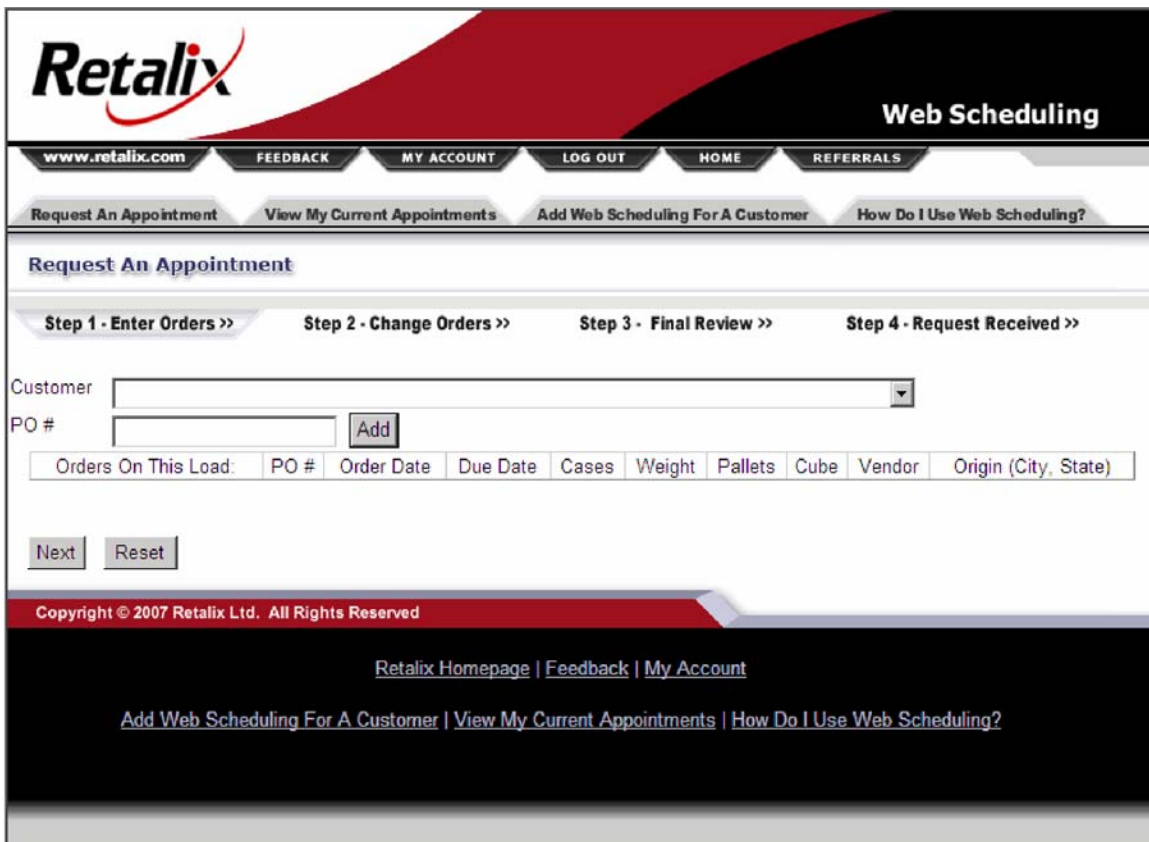 Retalix
Web Scheduling
www.retalix.com FEEDBACK MY ACCOUNT LOG OUT HOME REFERRALS
Request An Appointment View My Current Appointments Add Web Scheduling For A Customer How Do I Use Web Scheduling?
Request An Appointment
Step 1 - Enter Orders >> Step 2 - Change Orders >> Step 3 - Final Review >> Step 4 - Request Received >>
Customer
PO # Add
Orders On This Load: PO # Order Date Due Date Cases Weight Pallets Cube Vendor Origin (City, State)
Next Reset
Copyright © 2007 Retalix Ltd. All Rights Reserved
Retalix Homepage | Feedback | My Account
Add Web Scheduling For A Customer | View My Current Appointments | How Do I Use Web Scheduling?